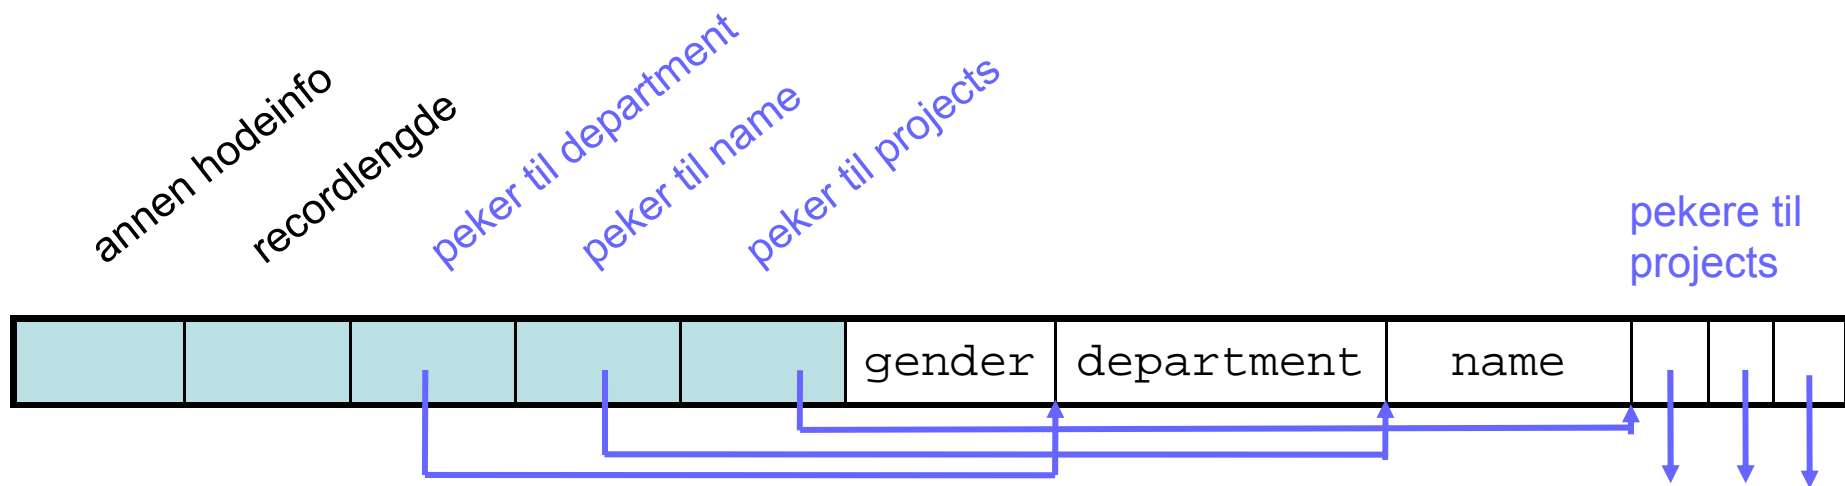 annen hodeinfo
recordlengde
peker til department
peker til name
peker til projects
pekere til
projects
gender
department
name